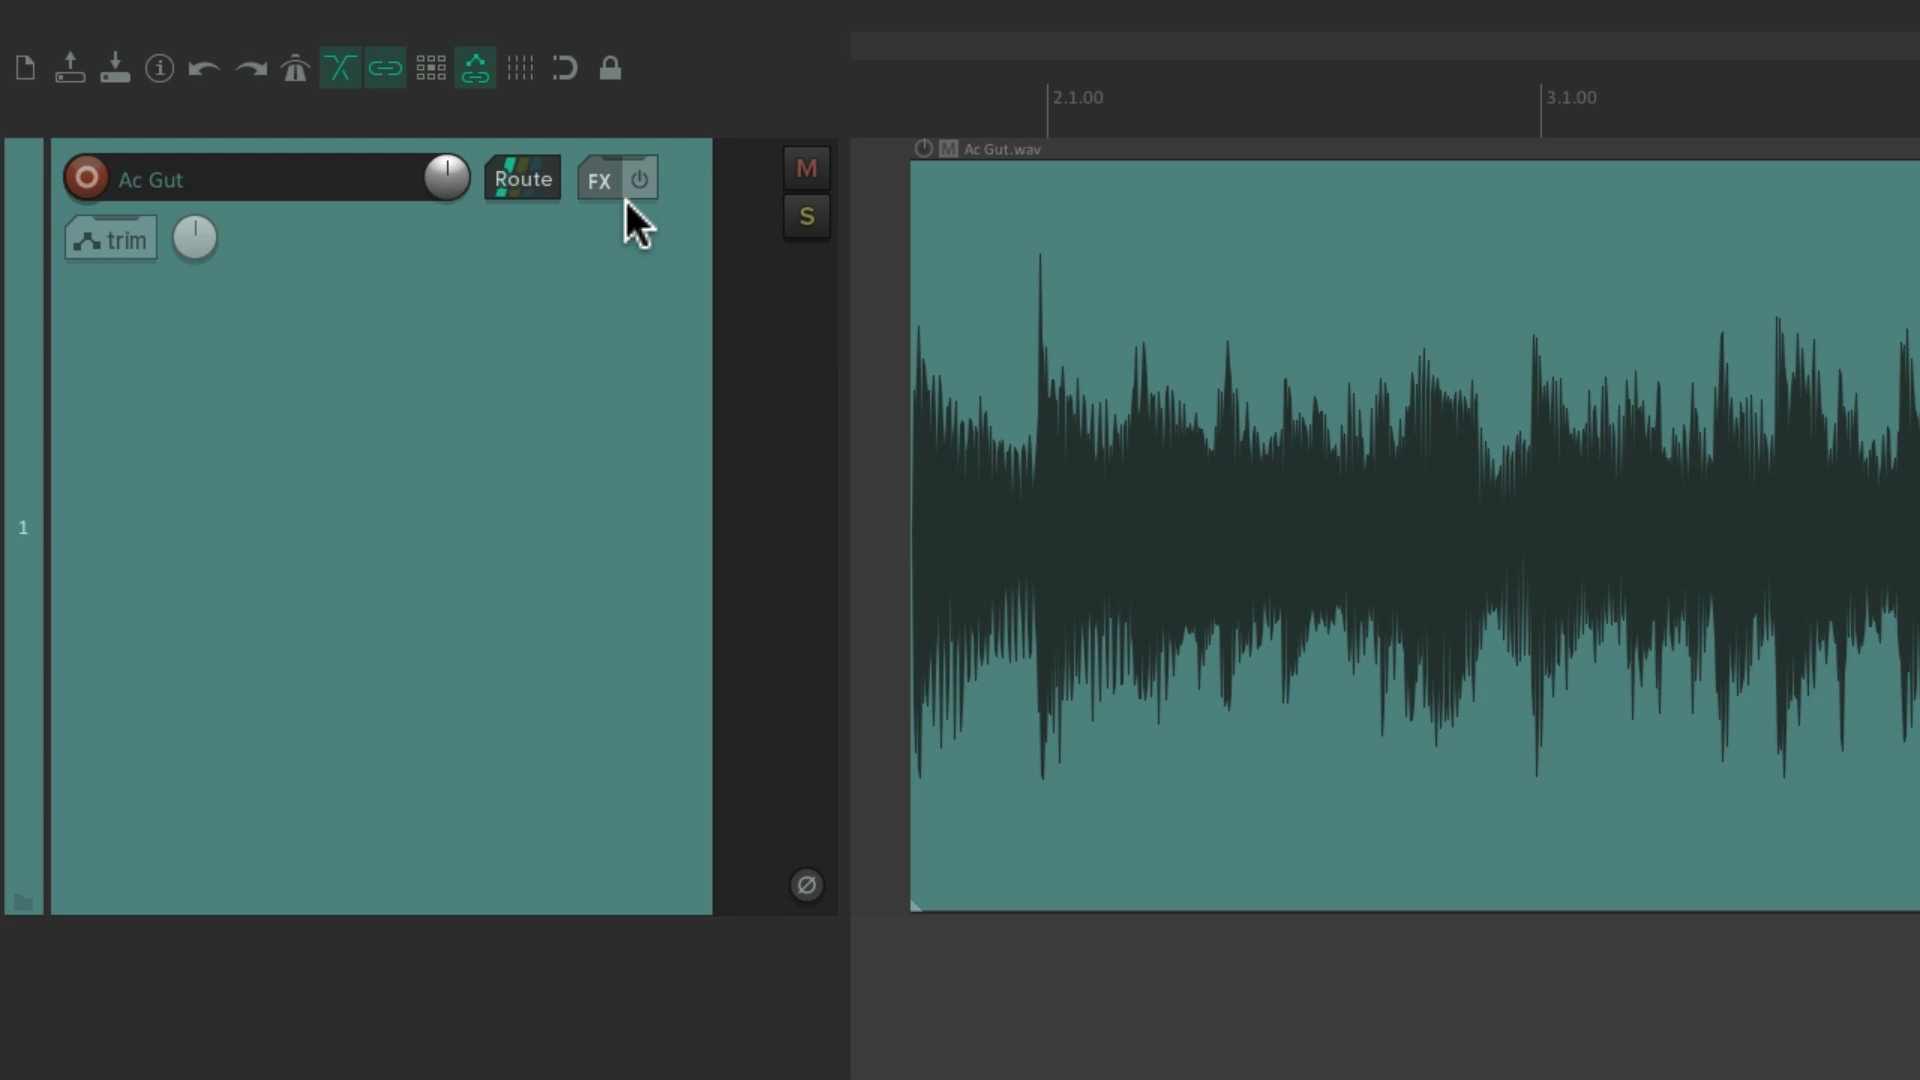 2.1.00
3.1.00
M Ac Gut.wav
Ac Gut
Route
FX
M
trim
S
1